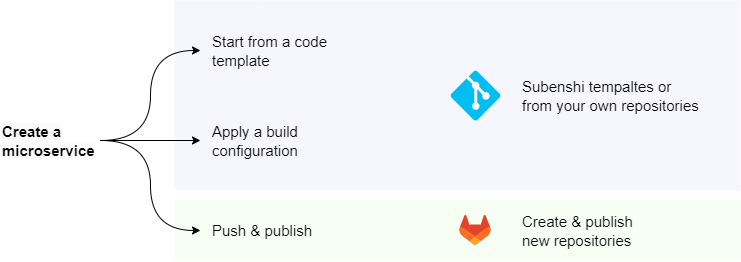 Create a
microservice
Start from a code
template
Apply a build
configuration
Push & publish
Subenshi tempaltes or
from your own repositories
Create & publish
new repositories